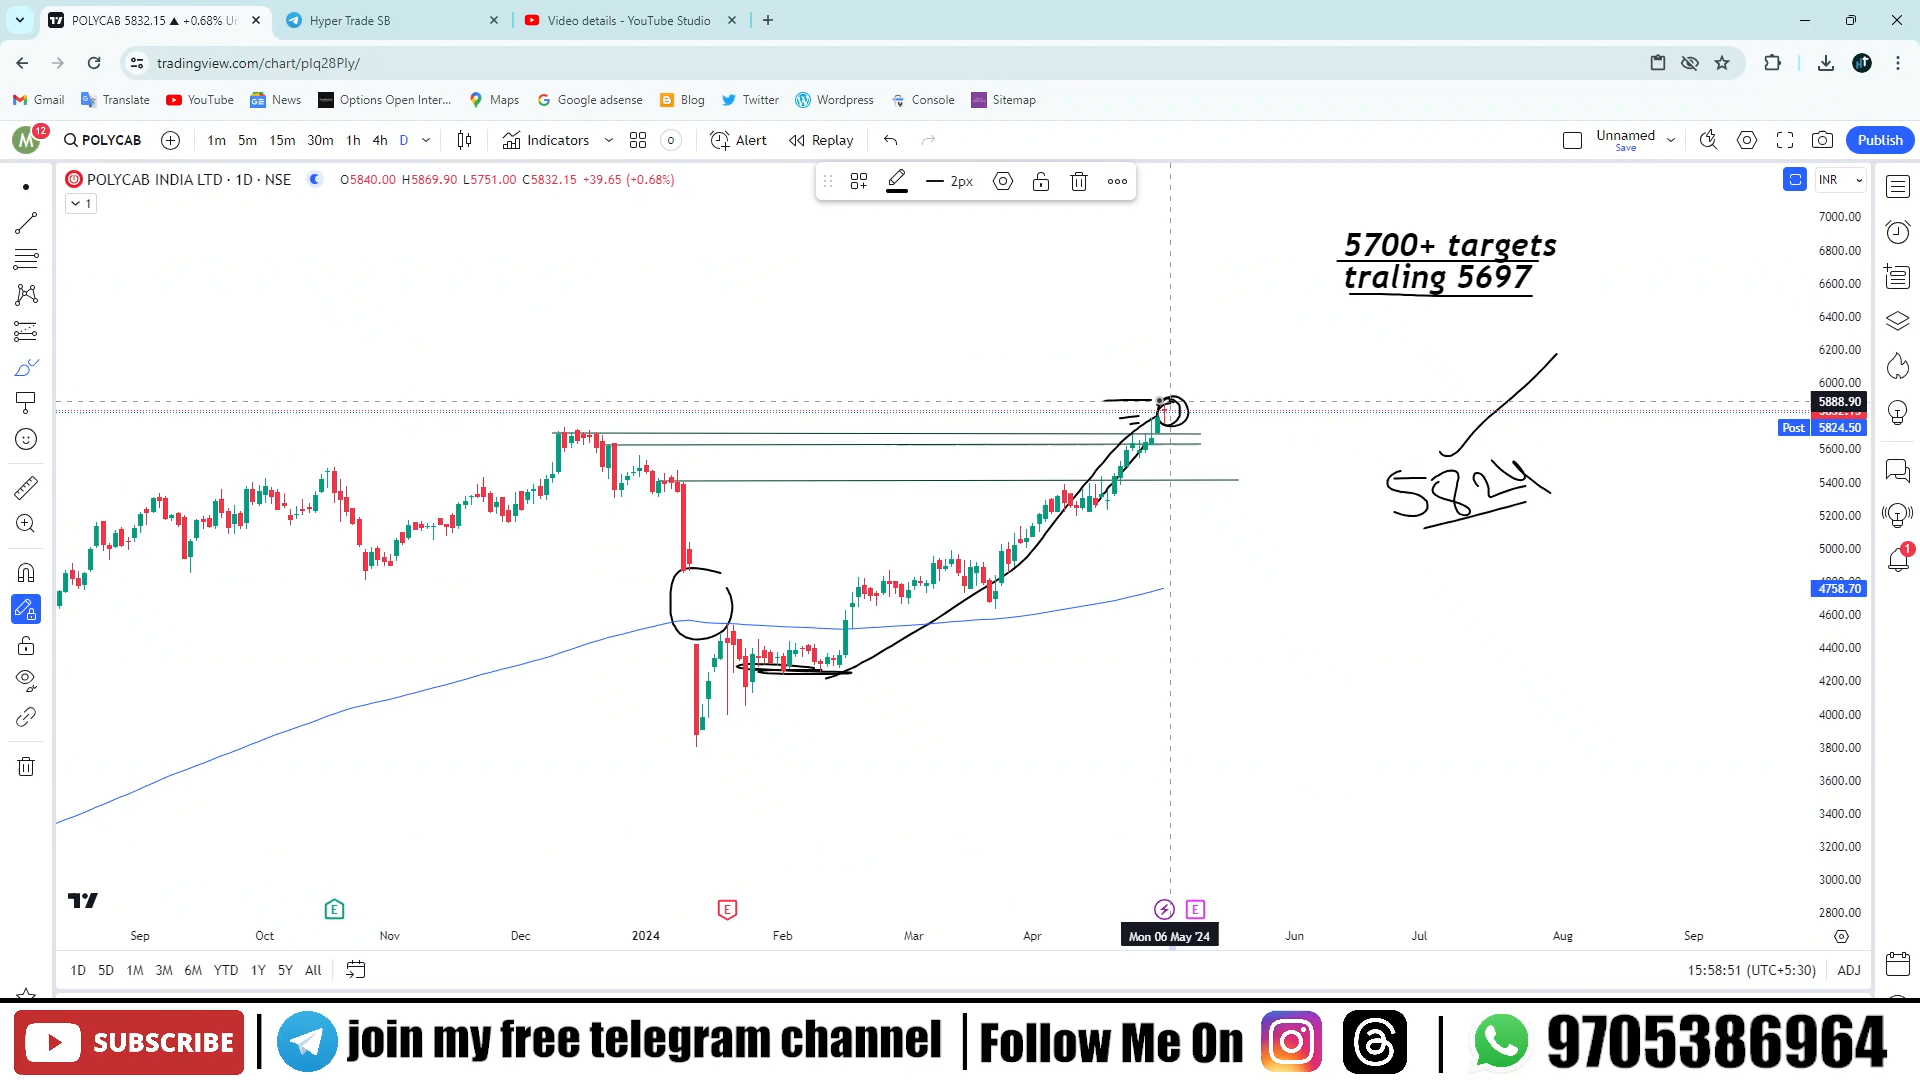 POLYCAB 5832.15 ▲ +0.68% Un
Hyper Trade SB
Video details - YouTube Studio
tradingview.com/chart/pIq28Ply/
Gmail Translate YouTube News Options Open Inter... Maps Google adsense Blog Twitter Wordpress Console Sitemap
M 12 POLYCAB 1m 5m 15m 30m 1h 4h D Indicators Alert Replay Unnamed Save Publish
POLYCAB INDIA LTD · 1D · NSE O5840.00 H5869.90 L5751.00 C5832.15 +39.65 (+0.68%)
2px
INR
1
7000.00
5700+ targets
6800.00
traling 5697
6600.00
6400.00
6200.00
6000.00
5888.90
Post 5824.50
5600.00
5400.00
5824
5200.00
5000.00
4758.70
4600.00
4400.00
4200.00
4000.00
3800.00
3600.00
3400.00
3200.00
3000.00
2800.00
E E E
Sep Oct Nov Dec 2024 Feb Mar Apr Mon 06 May '24 Jun Jul Aug Sep
1D 5D 1M 3M 6M YTD 1Y 5Y All 15:58:51 (UTC+5:30) ADJ
SUBSCRIBE | join my free telegram channel | Follow Me On | 9705386964